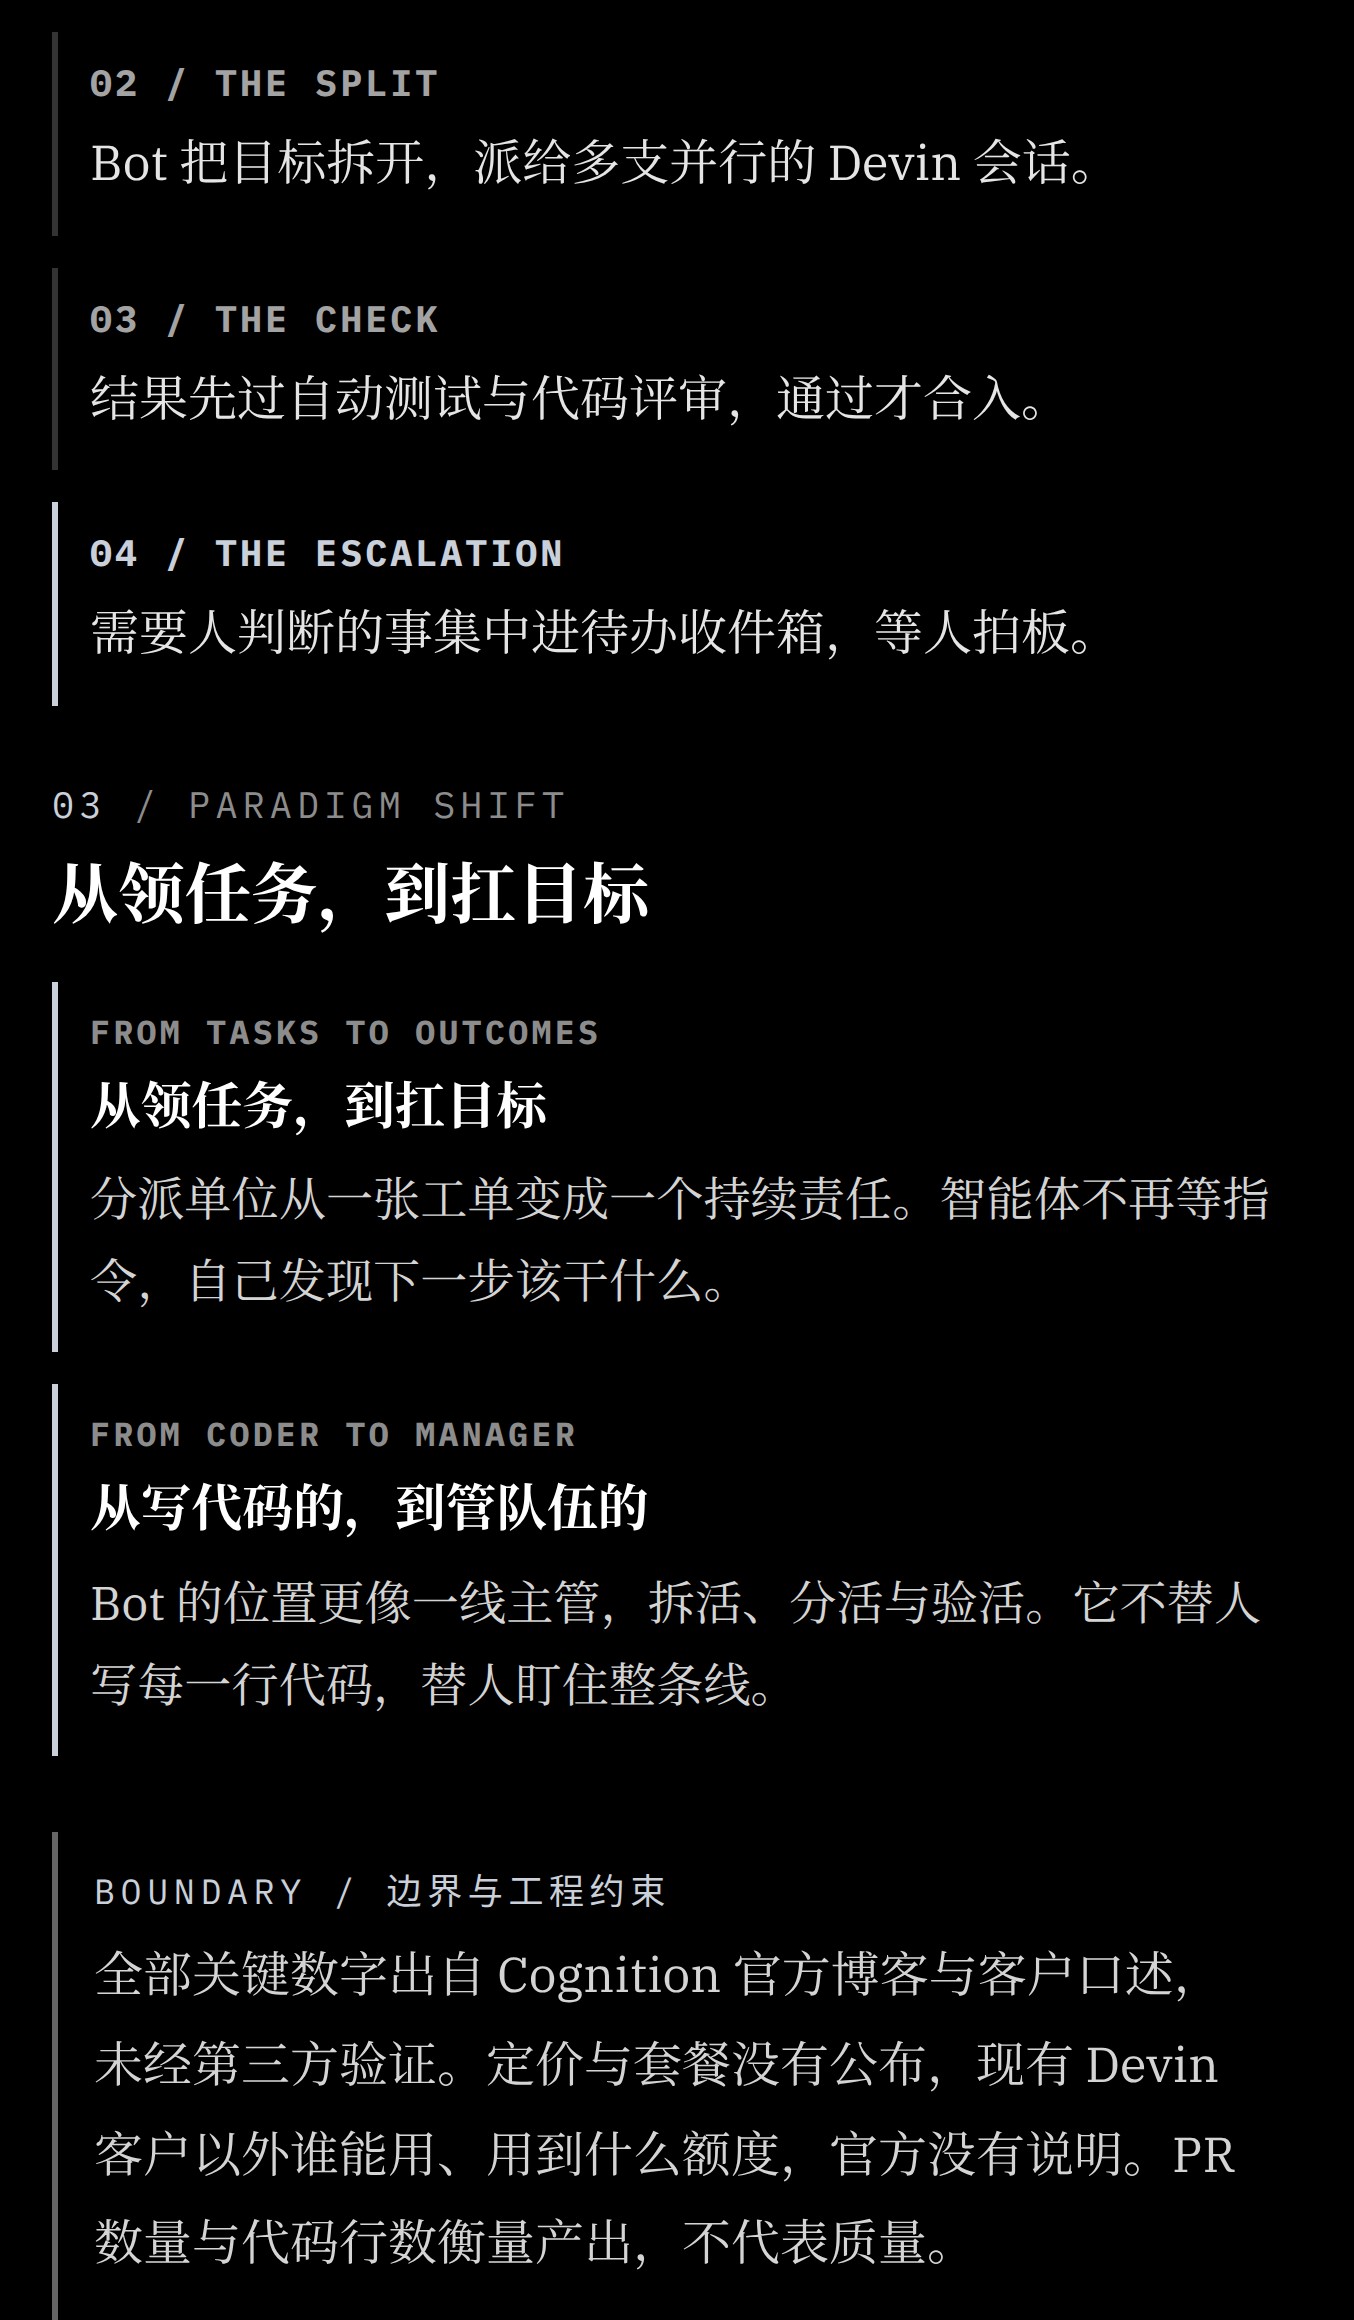 02 / THE SPLIT
Bot 把目标拆开，派给多支并行的 Devin 会话。
03 / THE CHECK
结果先过自动测试与代码评审，通过才合入。
04 / THE ESCALATION
需要人判断的事集中进待办收件箱，等人拍板。
03 / PARADIGM SHIFT
从领任务，到扛目标
FROM TASKS TO OUTCOMES
从领任务，到扛目标
分派单位从一张工单变成一个持续责任。智能体不再等指
令，自己发现下一步该干什么。
FROM CODER TO MANAGER
从写代码的，到管队伍的
Bot 的位置更像一线主管，拆活、分活与验活。它不替人
写每一行代码，替人盯住整条线。
BOUNDARY / 边界与工程约束
全部关键数字出自 Cognition 官方博客与客户口述，
未经第三方验证。定价与套餐没有公布，现有 Devin
客户以外谁能用、用到什么额度，官方没有说明。PR
数量与代码行数衡量产出，不代表质量。